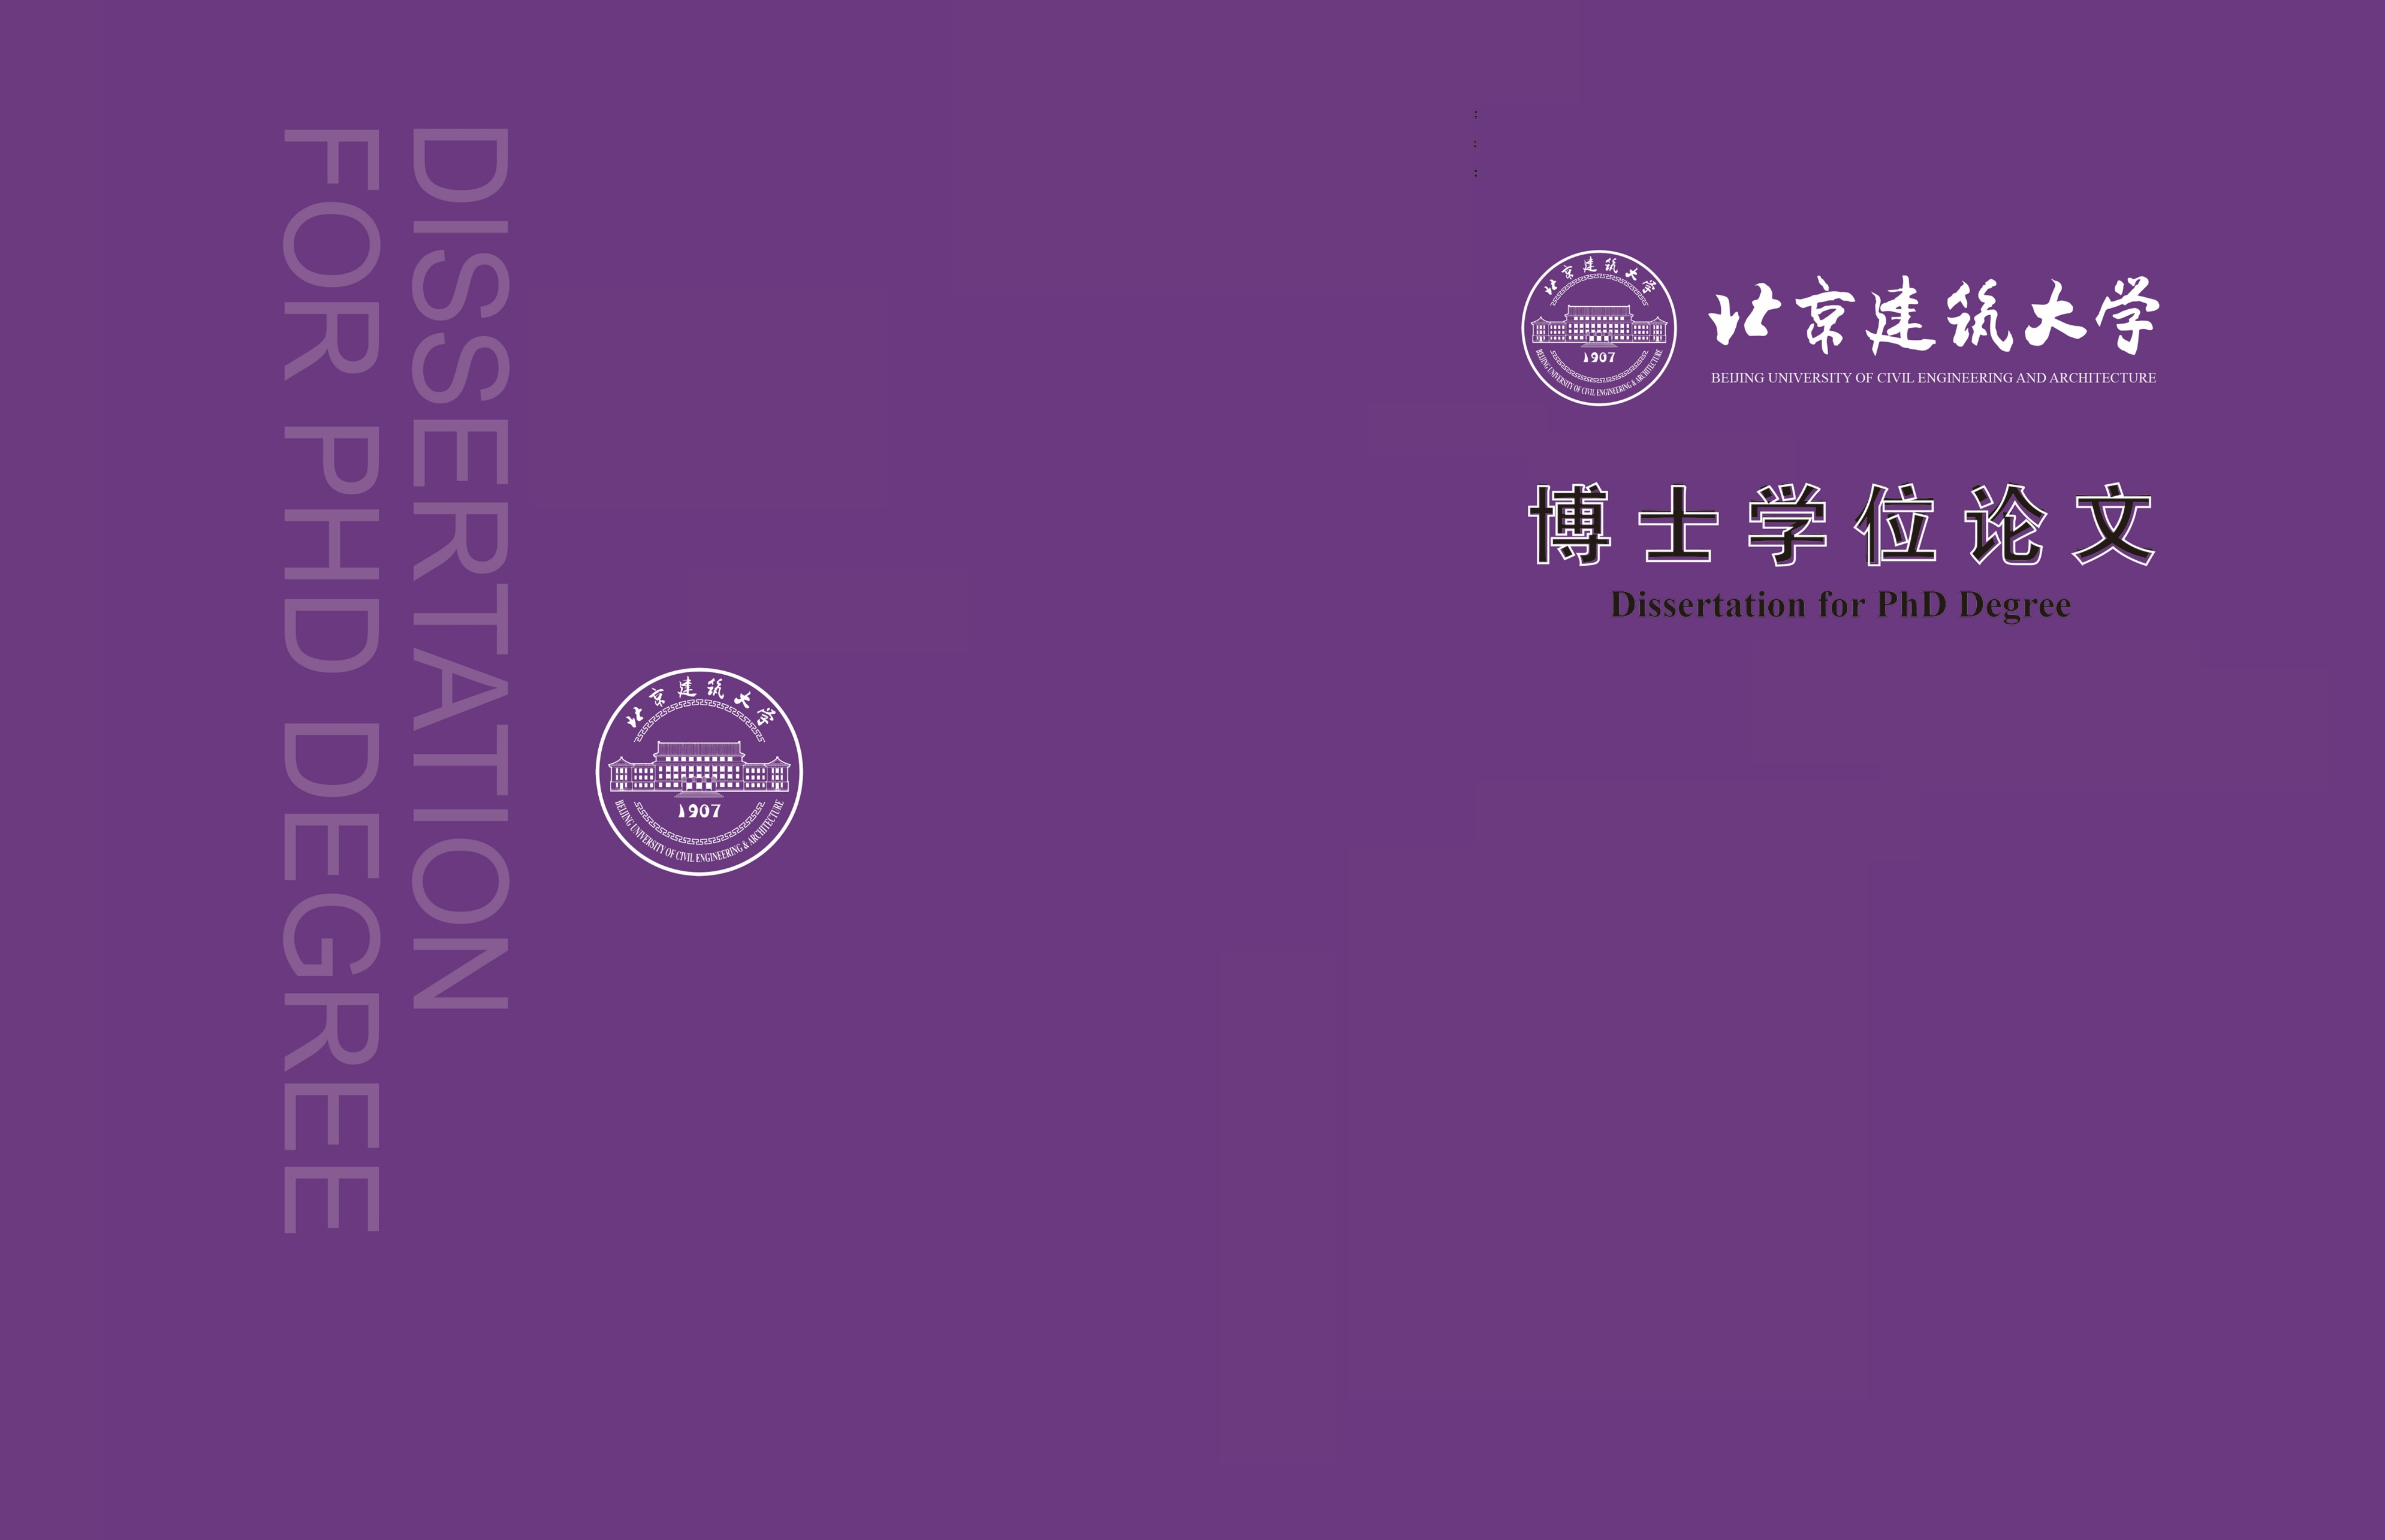 DISSERTATION
FOR PHD DEGREE
北京建筑大学
1907
BEIJING UNIVERSITY OF CIVIL ENGINEERING & ARCHITECTURE
:
:
:
北京建筑大学
1907
BEIJING UNIVERSITY OF CIVIL ENGINEERING & ARCHITECTURE
北京建筑大学
BEIJING UNIVERSITY OF CIVIL ENGINEERING AND ARCHITECTURE
博士学位论文
Dissertation for PhD Degree